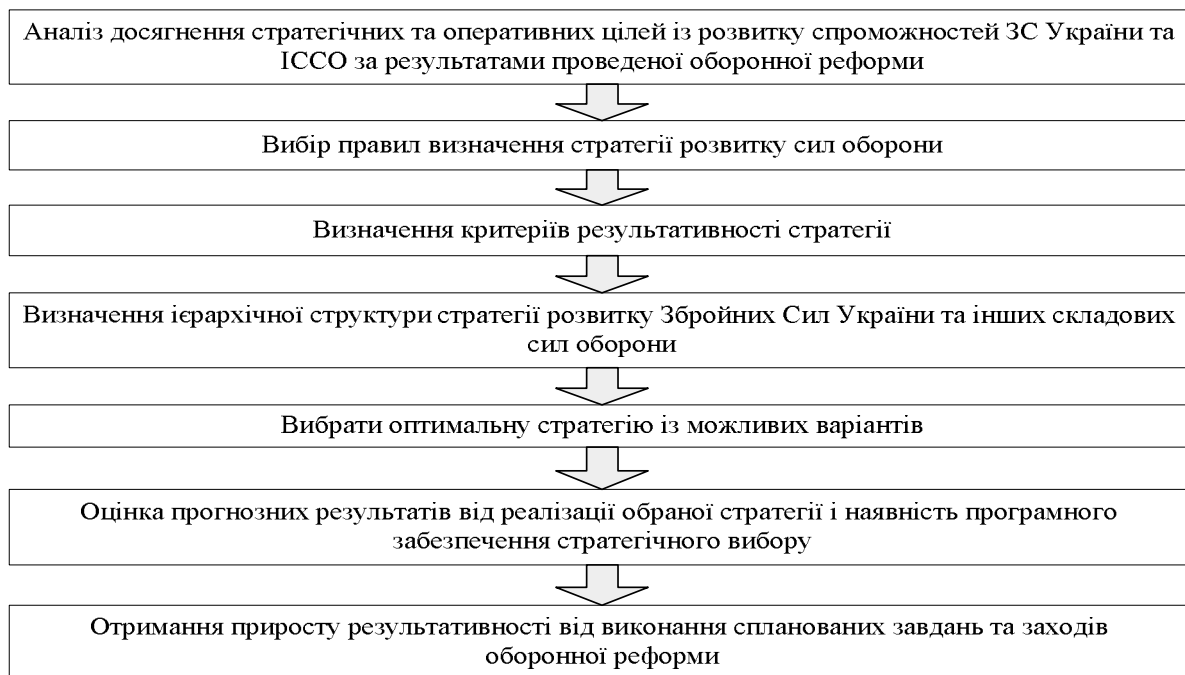 Аналіз досягнення стратегічних та оперативних цілей із розвитку спроможностей ЗС України та
ІССО за результатами проведеної оборонної реформи
Вибір правил визначення стратегії розвитку сил оборони
Визначення критеріїв результативності стратегії
Визначення ієрархічної структури стратегії розвитку Збройних Сил України та інших складових
сил оборони
Вибрати оптимальну стратегію із можливих варіантів
Оцінка прогнозних результатів від реалізації обраної стратегії і наявність програмного
забезпечення стратегічного вибору
Отримання приросту результативності від виконання спланованих завдань та заходів
оборонної реформи